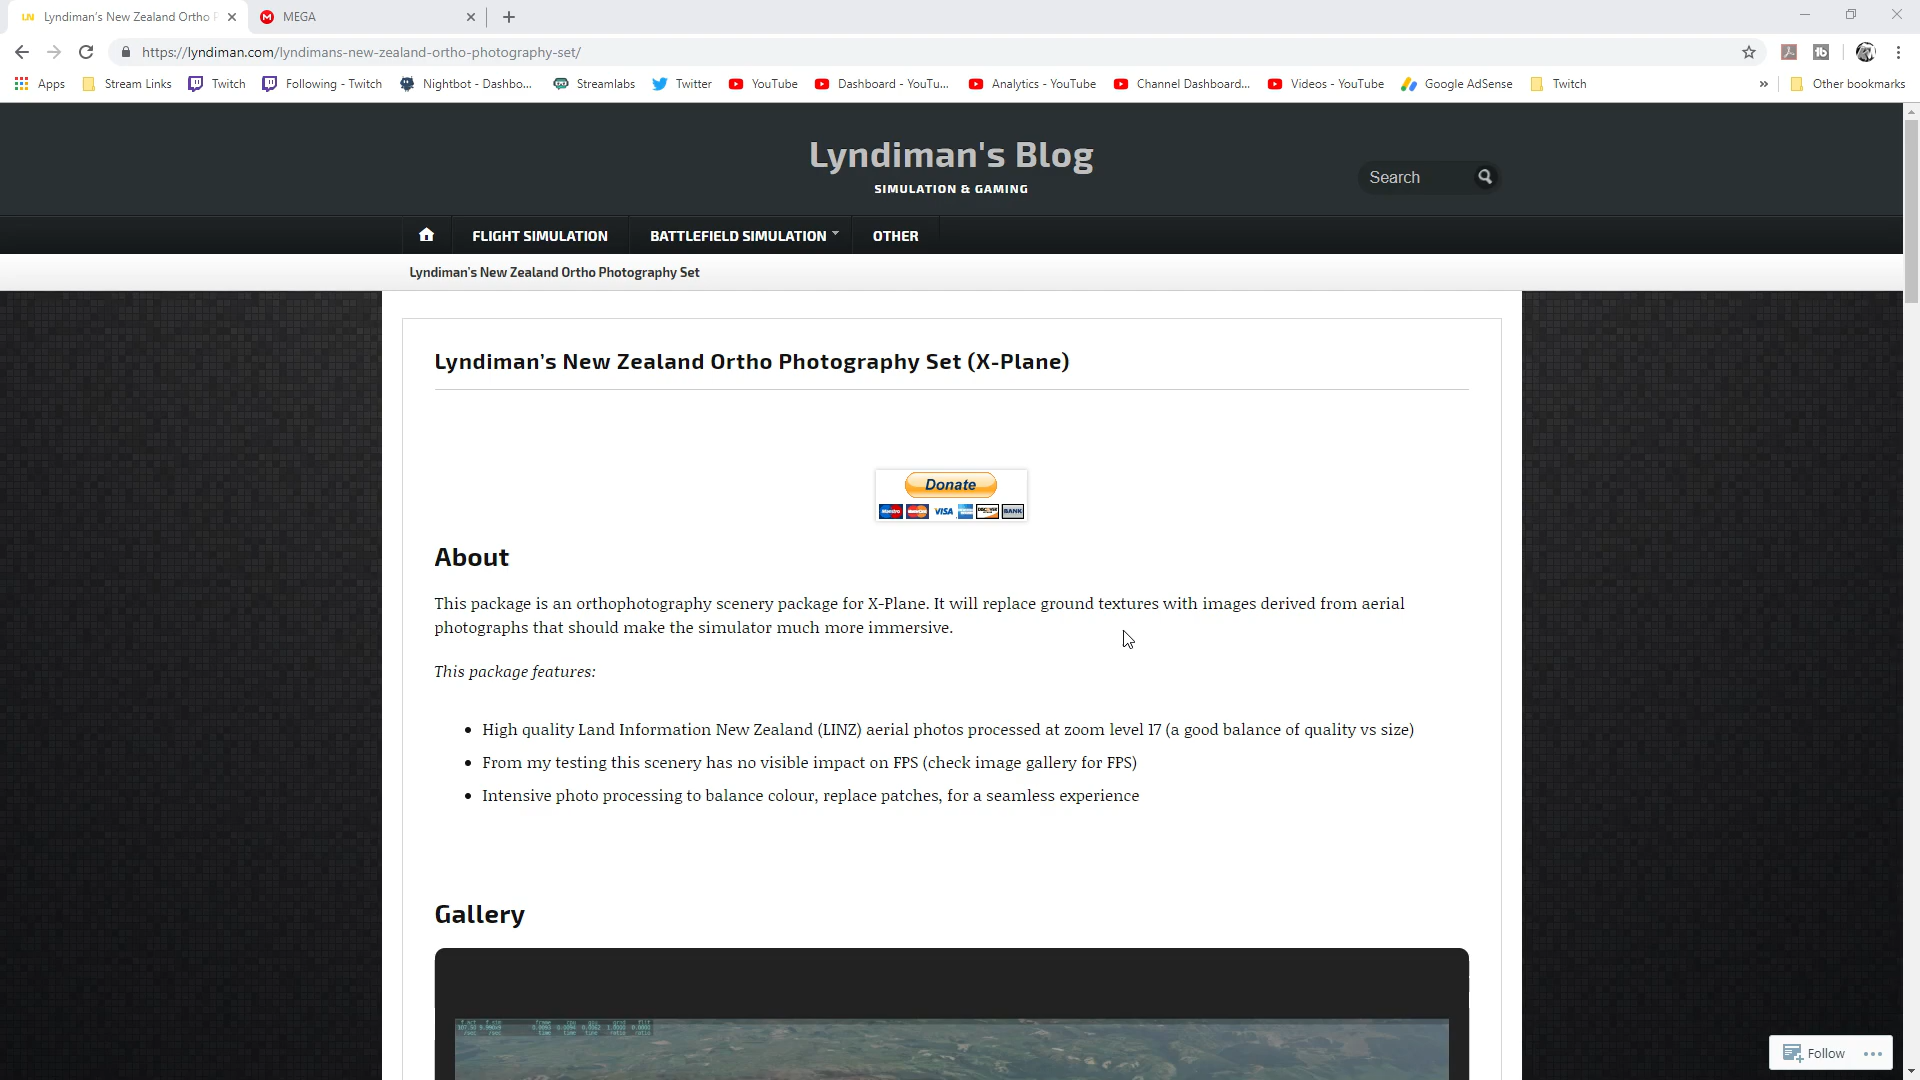 Lyndiman's New Zealand Ortho P
MEGA
https://lyndiman.com/lyndimans-new-zealand-ortho-photography-set/
Apps Stream Links Twitch Following - Twitch Nightbot - Dashbo... Streamlabs Twitter YouTube Dashboard - YouTu... Analytics - YouTube Channel Dashboard... Videos - YouTube Google AdSense Twitch » Other bookmarks
Lyndiman's Blog
SIMULATION & GAMING
Search
FLIGHT SIMULATION BATTLEFIELD SIMULATION OTHER
Lyndiman's New Zealand Ortho Photography Set
Lyndiman’s New Zealand Ortho Photography Set (X-Plane)
Donate
Maestro MasterCard VISA DISCOVER BANK
About
This package is an orthophotography scenery package for X-Plane. It will replace ground textures with images derived from aerial
photographs that should make the simulator much more immersive.
This package features:
• High quality Land Information New Zealand (LINZ) aerial photos processed at zoom level 17 (a good balance of quality vs size)
• From my testing this scenery has no visible impact on FPS (check image gallery for FPS)
• Intensive photo processing to balance colour, replace patches, for a seamless experience
Gallery
Follow